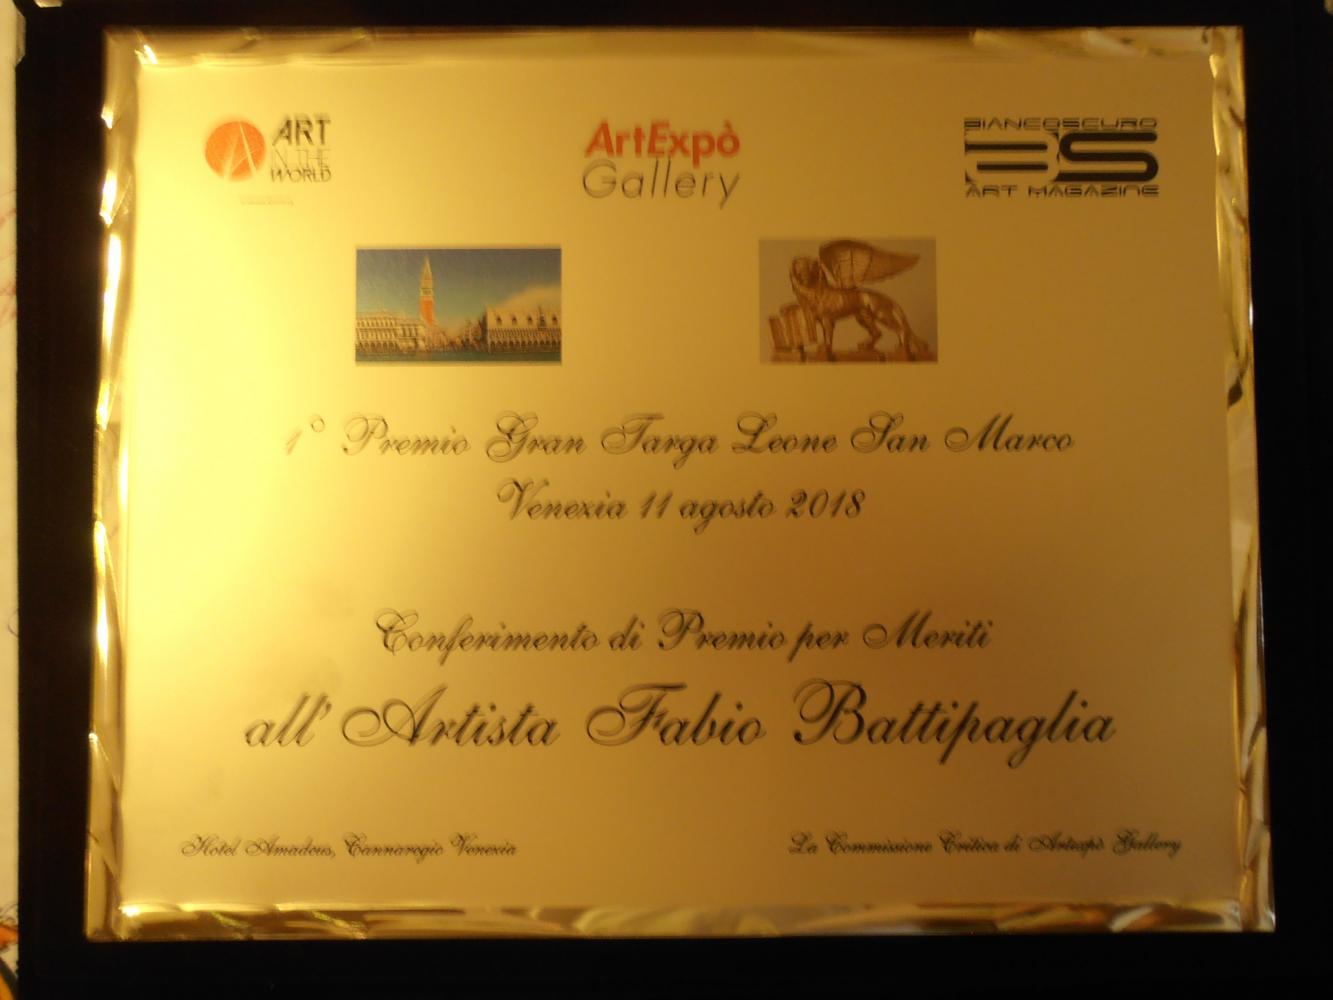 ART
IN THE
WORLD
ArtExpò
Gallery
BIANCOSCURO
BS
ART MAGAZINE
1° Premio Gran Targa Leone San Marco
Venezia 11 agosto 2018
Conferimento di Premio per Meriti
all'Artista Fabio Battipaglia
Hotel Amadeus, Cannaregio Venezia
La Commissione Critica di Artexpò Gallery